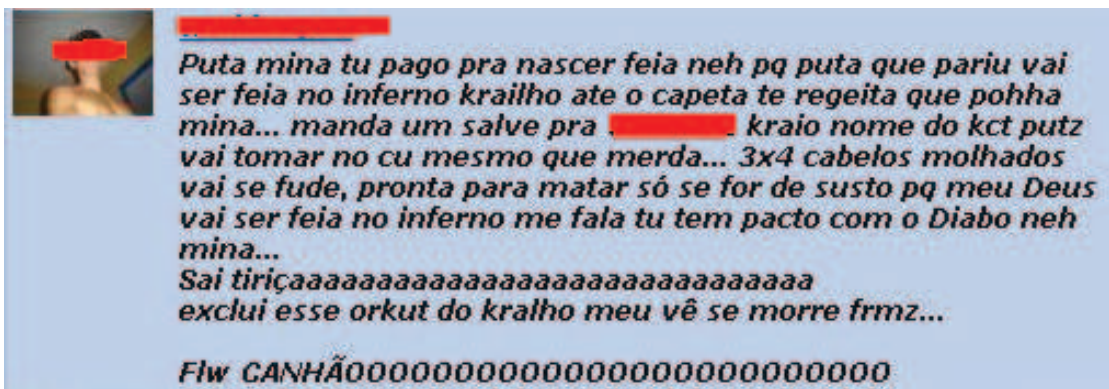 Puta mina tu pago pra nascer feia neh pq puta que pariu vai
ser feia no inferno krailho ate o capeta te regeita que pohha
mina... manda um salve pra kraio nome do kct putz
vai tomar no cu mesmo que merda... 3x4 cabelos molhados
vai se fude, pronta para matar só se for de susto pq meu Deus
vai ser feia no inferno me fala tu tem pacto com o Diabo neh
mina...
Sai tiriçaaaaaaaaaaaaaaaaaaaaaaaaaaaaaaaaa
exclui esse orkut do kralho meu vê se morre frmz...
Flw CANHÃOOOOOOOOOOOOOOOOOOOOOOOOOOO